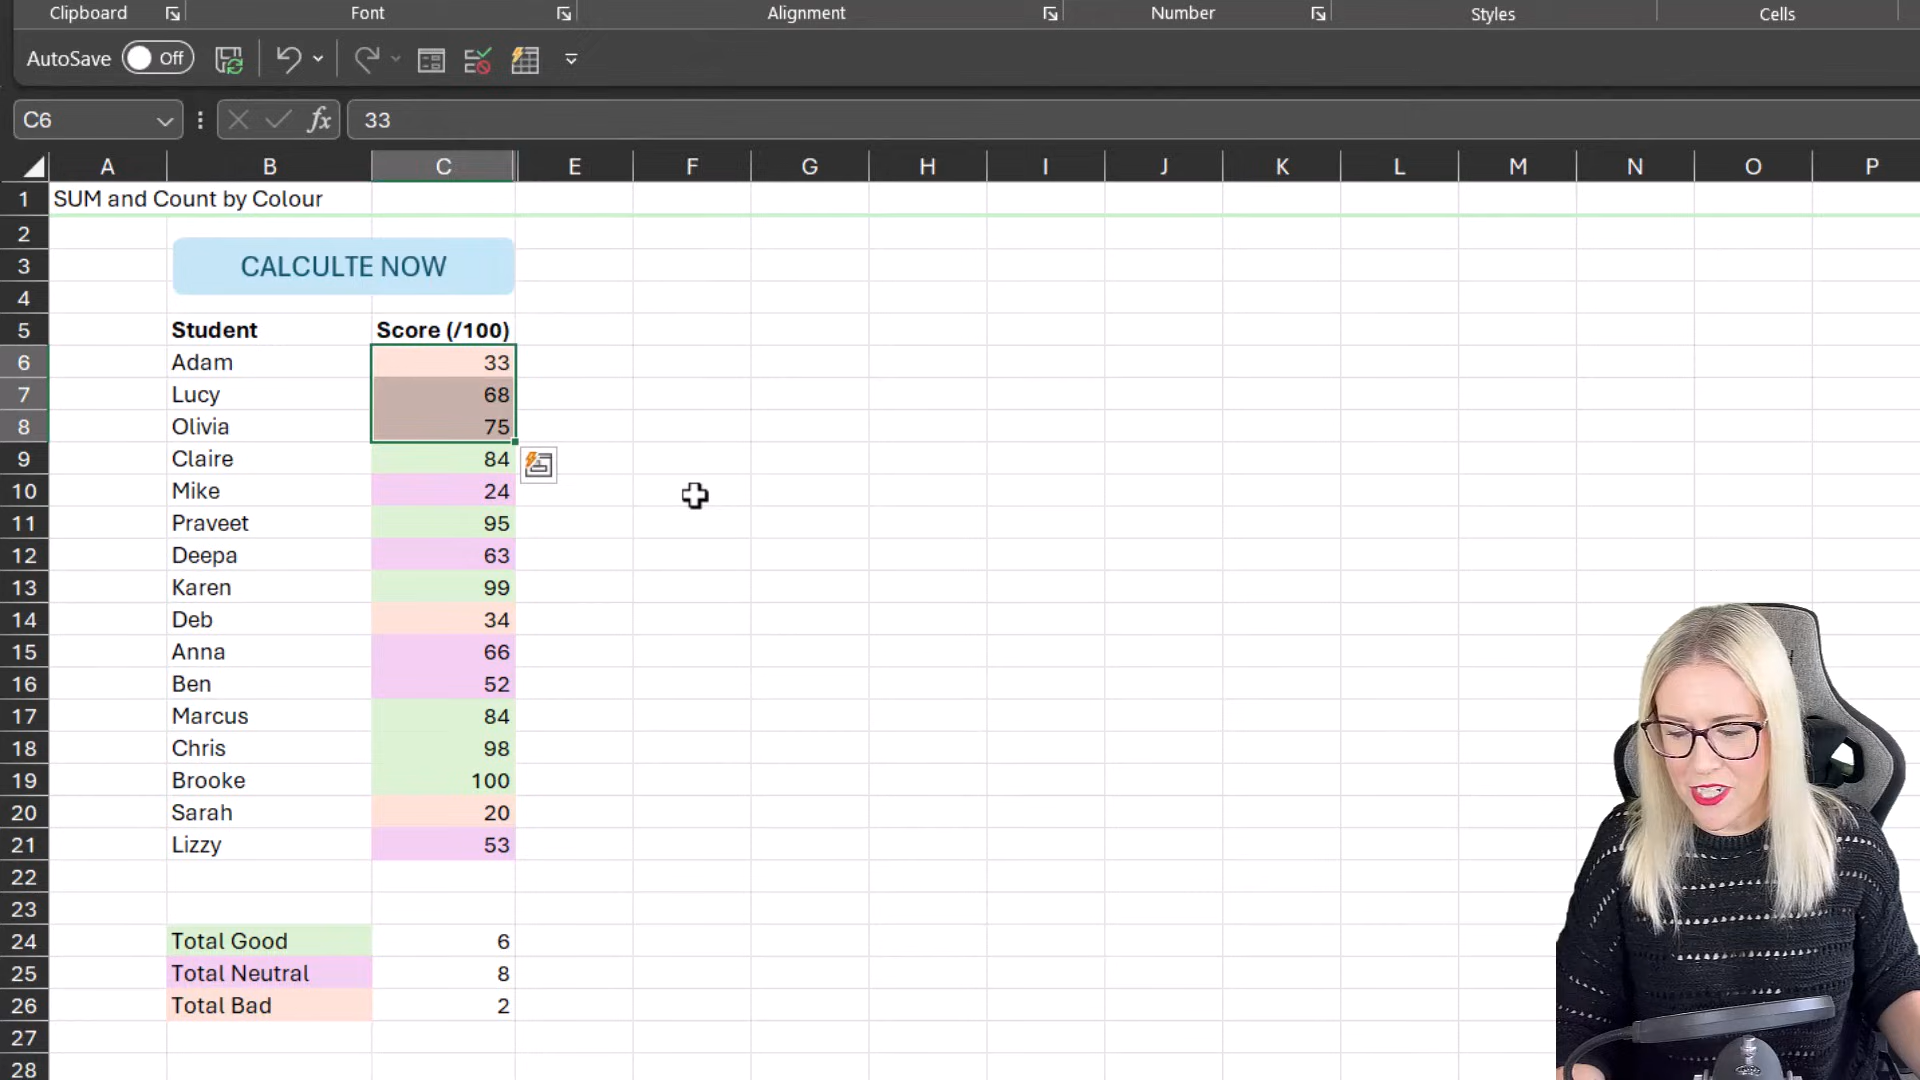 Clipboard Font Alignment Number Styles Cells
AutoSave Off
C6 fx 33
A B C E F G H I J K L M N O P
1 SUM and Count by Colour
2
3 CALCULTE NOW
4
5 Student Score (/100)
6 Adam 33
7 Lucy 68
8 Olivia 75
9 Claire 84
10 Mike 24
11 Praveet 95
12 Deepa 63
13 Karen 99
14 Deb 34
15 Anna 66
16 Ben 52
17 Marcus 84
18 Chris 98
19 Brooke 100
20 Sarah 20
21 Lizzy 53
22
23
24 Total Good 6
25 Total Neutral 8
26 Total Bad 2
27
28